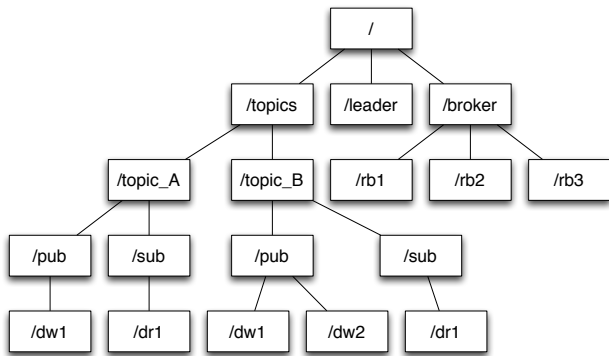 /
/topics /leader /broker
/topic_A /topic_B /rb1 /rb2 /rb3
/pub /sub /pub /sub
/dw1 /dr1 /dw1 /dw2 /dr1